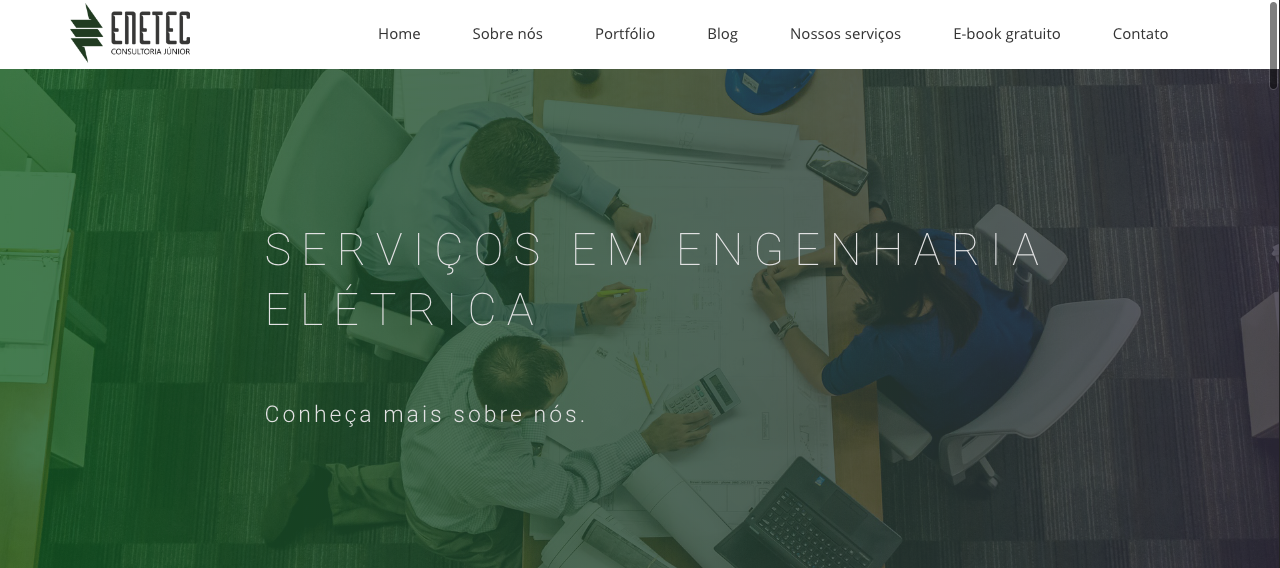 ENETEC
CONSULTORIA JÚNIOR
Home Sobre nós Portfólio Blog Nossos serviços E-book gratuito Contato
SERVIÇOS EM ENGENHARIA
ELÉTRICA
Conheça mais sobre nós.